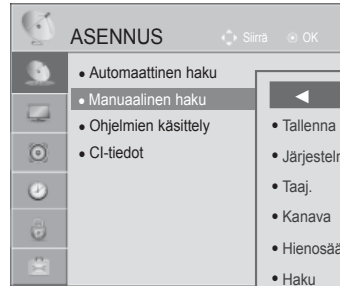 ASENNUS
Siirrä
OK
• Automaattinen haku
• Manuaalinen haku
• Ohjelmien käsittely
• CI-tiedot
• Tallenna
• Taaj.
• Kanava
• Haku